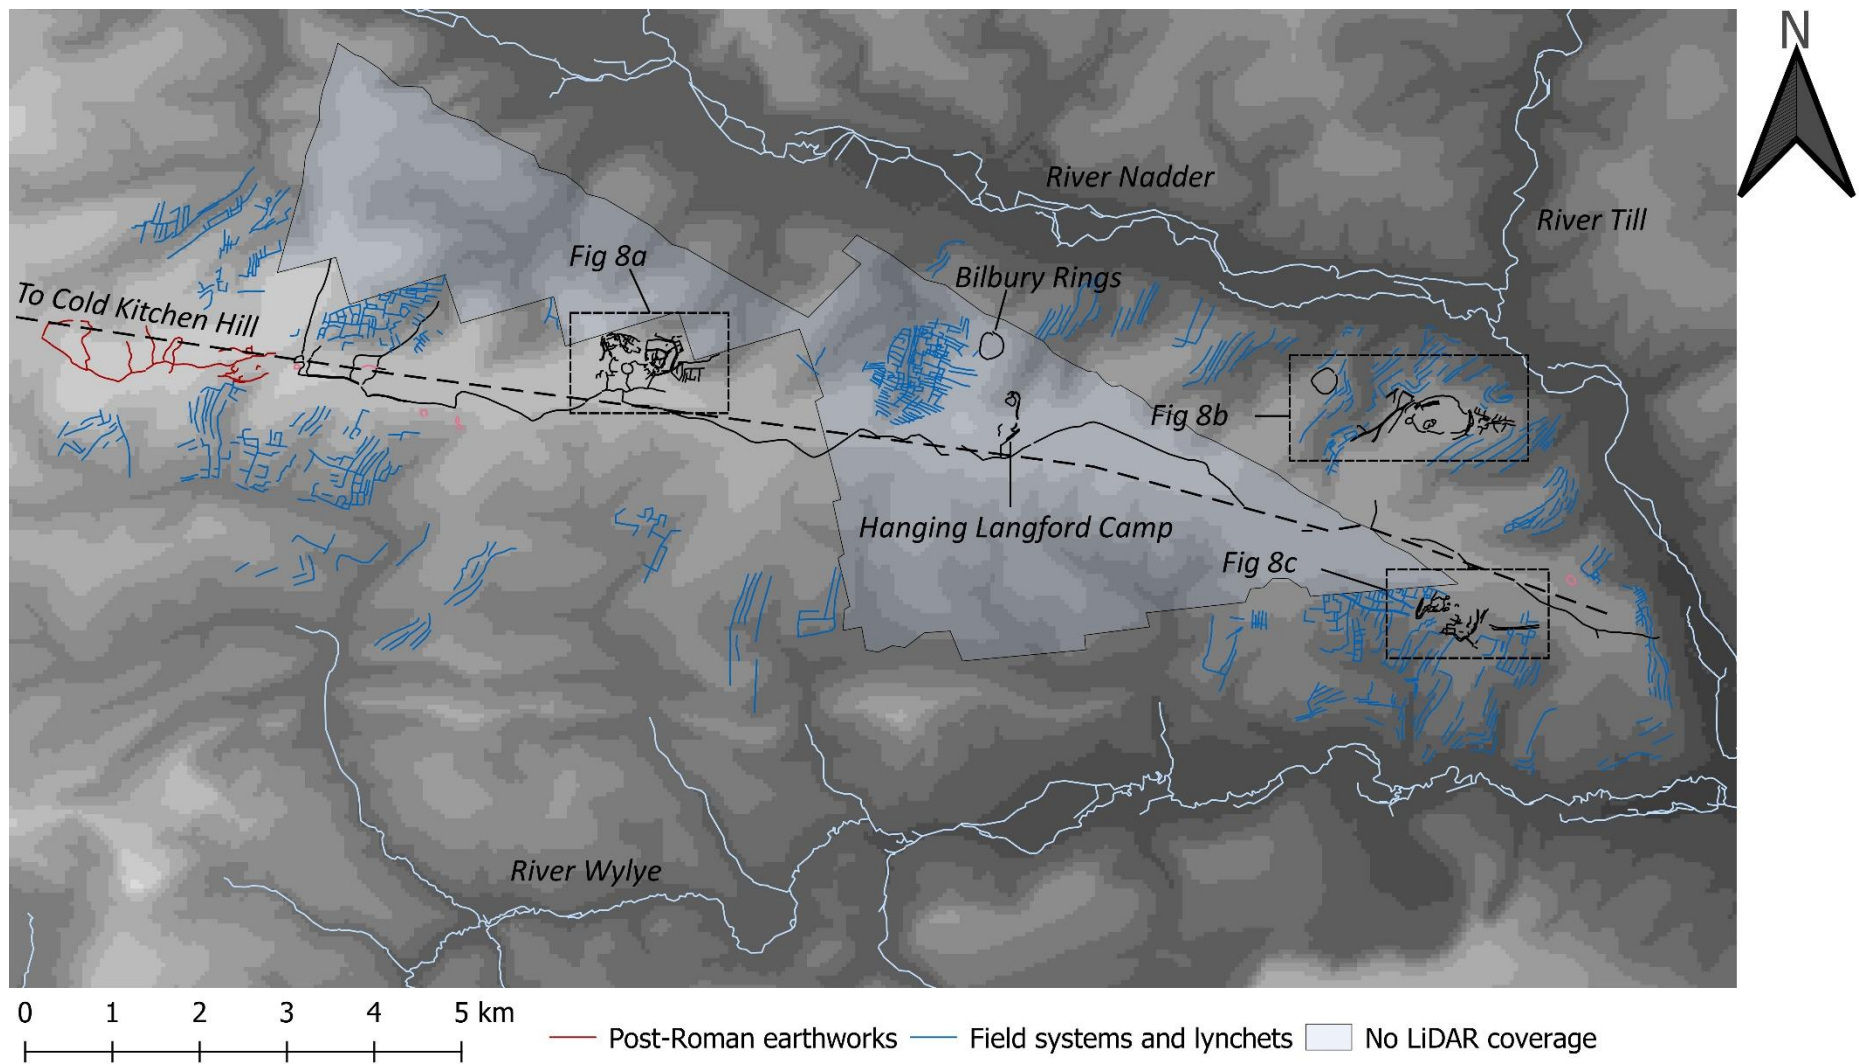 N
River Nadder
River Till
Fig 8a
Bilbury Rings
To Cold Kitchen Hill
Fig 8b
Hanging Langford Camp
Fig 8c
River Wylye
0 1 2 3 4 5 km
Post-Roman earthworks Field systems and lynchets No LiDAR coverage